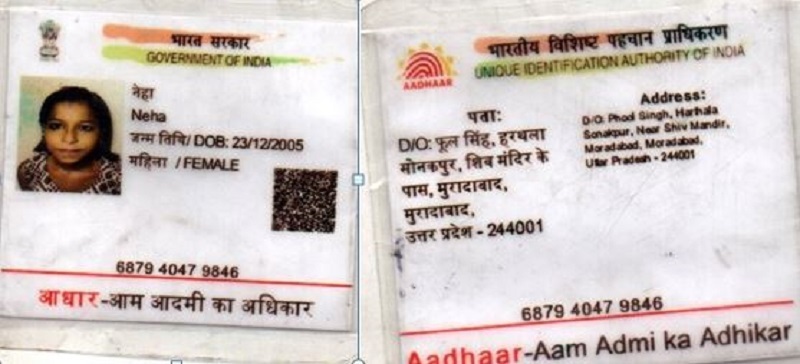 भारत सरकार
GOVERNMENT OF INDIA
नेहा
Neha
जन्म तिथि/ DOB: 23/12/2005
महिला / FEMALE
6879 4047 9846
आधार-आम आदमी का अधिकार
भारतीय विशिष्ट पहचान प्राधिकरण
UNIQUE IDENTIFICATION AUTHORITY OF INDIA
AADHAAR
पता:
D/O: फूल सिंह, हरथला
सोनकपुर, शिव मंदिर के
पास, मुरादाबाद,
मुरादाबाद,
उत्तर प्रदेश - 244001
Address:
D/O: Phool Singh, Harthala
Sonakpur, Near Shiv Mandir,
Moradabad, Moradabad,
Uttar Pradesh - 244001
6879 4047 9846
Aadhaar-Aam Admi ka Adhikar